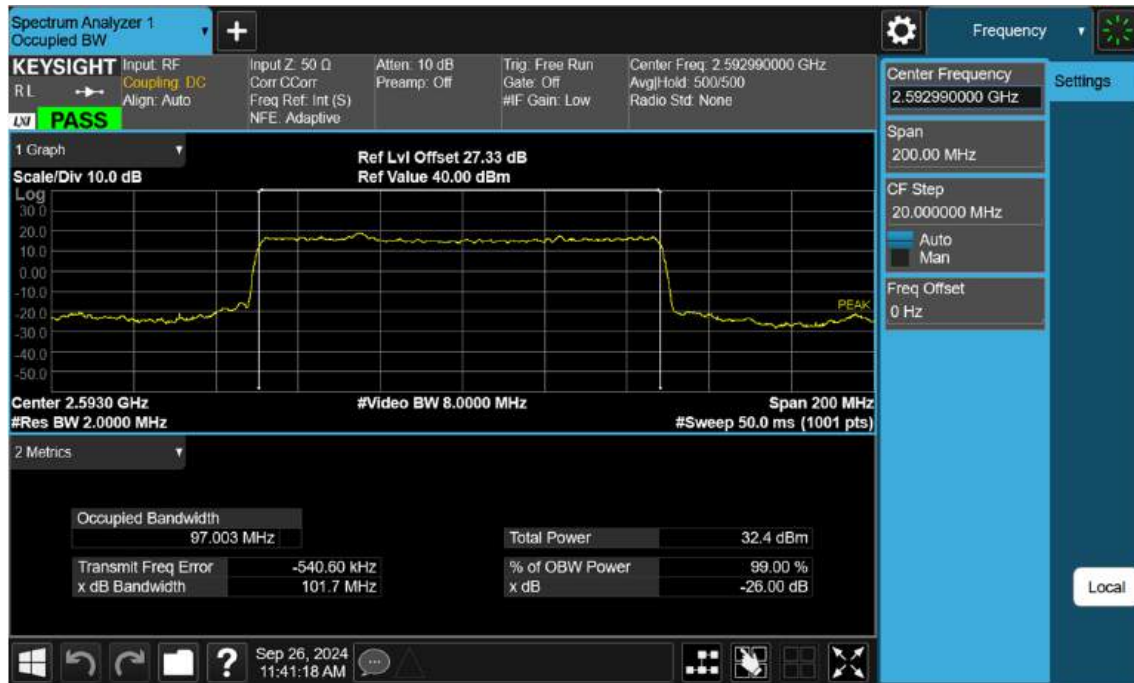 Spectrum Analyzer 1
Occupied BW
Frequency
KEYSIGHT
RL
LXI
PASS
Input: RF
Coupling: DC
Align: Auto
Input Z: 50 Ω
Corr CCorr
Freq Ref: Int (S)
NFE: Adaptive
Atten: 10 dB
Preamp: Off
Trig: Free Run
Gate: Off
#IF Gain: Low
Center Freq: 2.592990000 GHz
Avg|Hold: 500/500
Radio Std: None
Center Frequency
2.592990000 GHz
Settings
Span
200.00 MHz
CF Step
20.000000 MHz
Auto
Man
Freq Offset
0 Hz
Local
1 Graph
Scale/Div 10.0 dB
Ref Lvl Offset 27.33 dB
Ref Value 40.00 dBm
Log
30.0
20.0
10.0
0.00
-10.0
-20.0
-30.0
-40.0
-50.0
PEAK
Center 2.5930 GHz
#Video BW 8.0000 MHz
Span 200 MHz
#Res BW 2.0000 MHz
#Sweep 50.0 ms (1001 pts)
2 Metrics
Occupied Bandwidth
97.003 MHz
Total Power 32.4 dBm
Transmit Freq Error -540.60 kHz
% of OBW Power 99.00 %
x dB Bandwidth 101.7 MHz
x dB -26.00 dB
?
Sep 26, 2024
11:41:18 AM